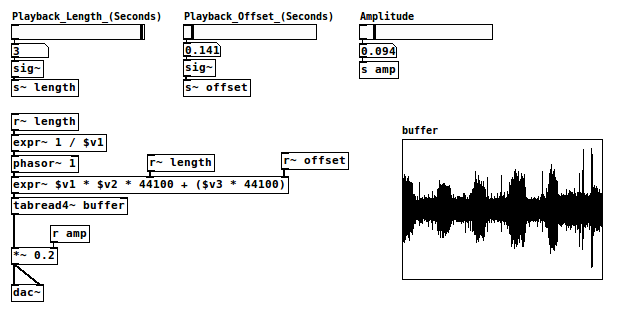 Playback_Length_(Seconds)
3
sig~
s~ length
Playback_Offset_(Seconds)
0.141
sig~
s~ offset
Amplitude
0.094
s amp
r~ length
expr~ 1 / $v1
phasor~ 1
r~ length
r~ offset
expr~ $v1 * $v2 * 44100 + ($v3 * 44100)
tabread4~ buffer
r amp
*~ 0.2
dac~
buffer